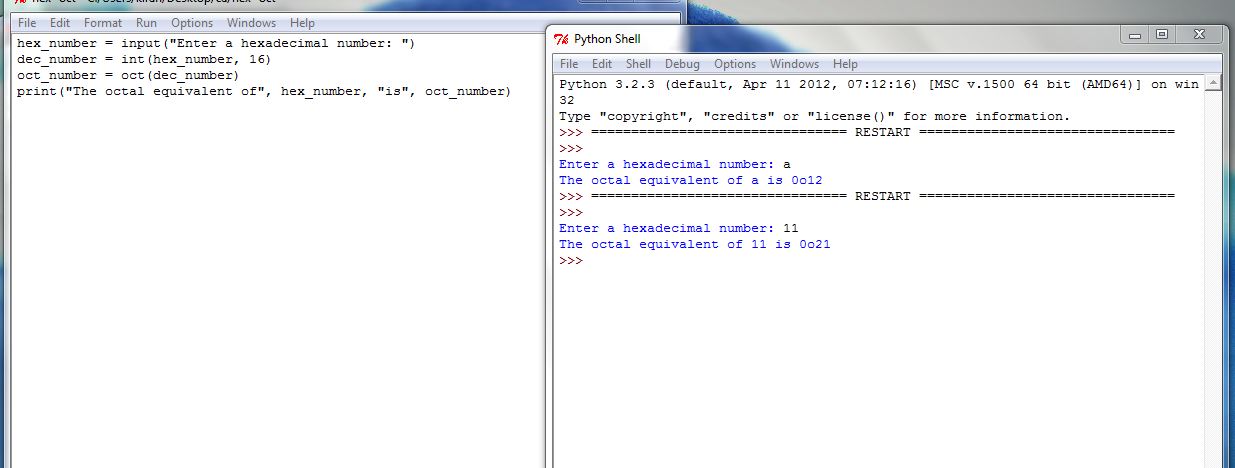 File Edit Format Run Options Windows Help
hex_number = input("Enter a hexadecimal number: ")
dec_number = int(hex_number, 16)
oct_number = oct(dec_number)
print("The octal equivalent of", hex_number, "is", oct_number)
Python Shell
File Edit Shell Debug Options Windows Help
Python 3.2.3 (default, Apr 11 2012, 07:12:16) [MSC v.1500 64 bit (AMD64)] on win
32
Type "copyright", "credits" or "license()" for more information.
>>> ================================ RESTART ================================
>>>
Enter a hexadecimal number: a
The octal equivalent of a is 0o12
>>> ================================ RESTART ================================
>>>
Enter a hexadecimal number: 11
The octal equivalent of 11 is 0o21
>>>